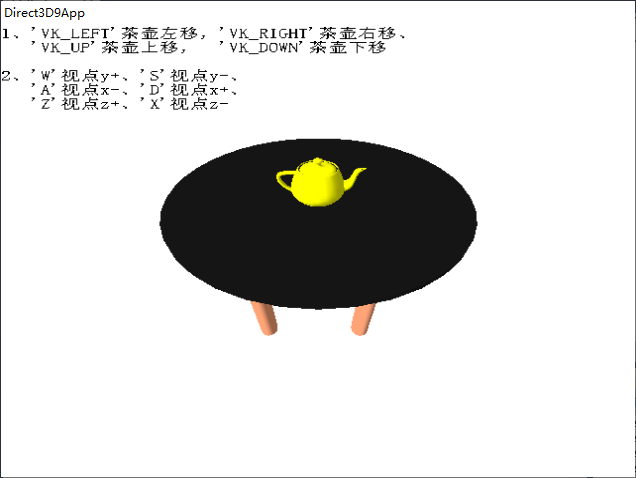 Direct3D9App
1、'VK_LEFT'茶壶左移，'VK_RIGHT'茶壶右移、
'VK_UP'茶壶上移， 'VK_DOWN'茶壶下移
2、'W'视点y+、'S'视点y-、
'A'视点x-、'D'视点x+、
'Z'视点z+、'X'视点z-